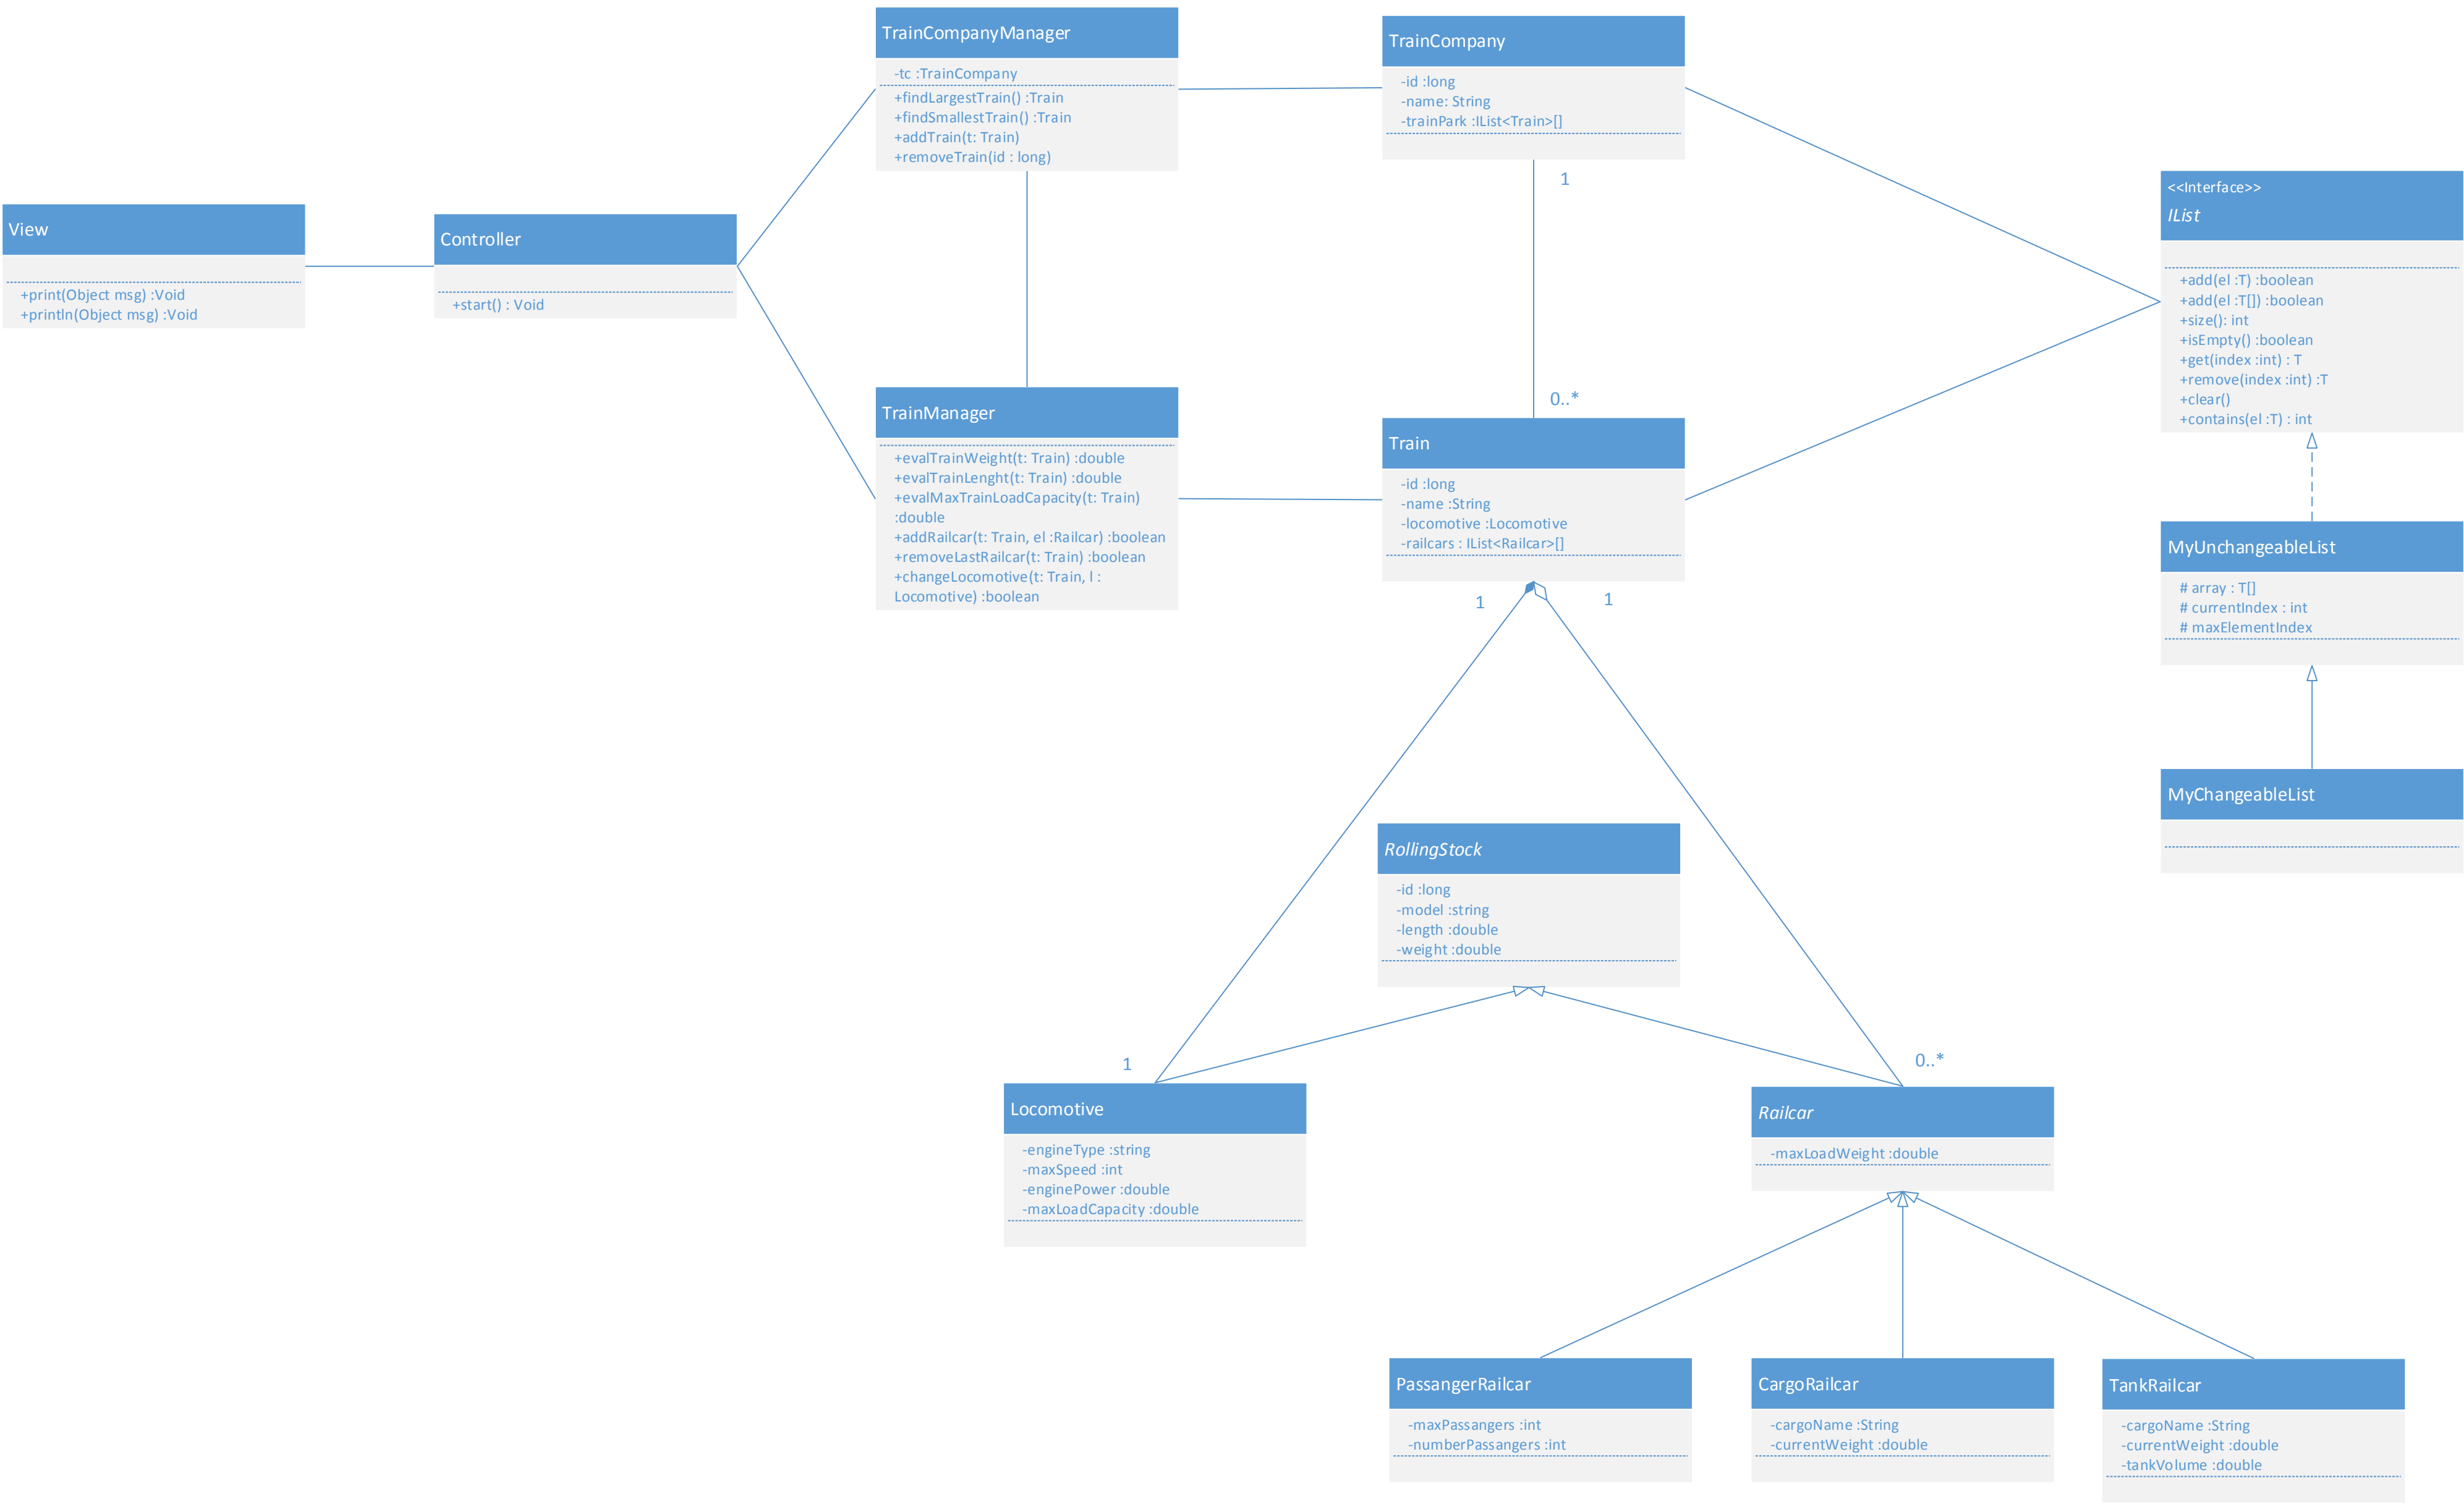 TrainCompanyManager
-tc :TrainCompany
+findLargestTrain() :Train
+findSmallestTrain() :Train
+addTrain(t: Train)
+removeTrain(id : long)
TrainCompany
-id :long
-name: String
-trainPark :IList<Train>[]
1
<<Interface>>
IList
+add(el :T) :boolean
+add(el :T[]) :boolean
+size(): int
+isEmpty() :boolean
+get(index :int) : T
+remove(index :int) :T
+clear()
+contains(el :T) : int
View
+print(Object msg) :Void
+println(Object msg) :Void
Controller
+start() : Void
TrainManager
+evalTrainWeight(t: Train) :double
+evalTrainLenght(t: Train) :double
+evalMaxTrainLoadCapacity(t: Train)
:double
+addRailcar(t: Train, el :Railcar) :boolean
+removeLastRailcar(t: Train) :boolean
+changeLocomotive(t: Train, l :
Locomotive) :boolean
0..*
Train
-id :long
-name :String
-locomotive :Locomotive
-railcars : IList<Railcar>[]
1
1
MyUnchangeableList
# array : T[]
# currentIndex : int
# maxElementIndex
MyChangeableList
RollingStock
-id :long
-model :string
-length :double
-weight :double
1
0..*
Locomotive
-engineType :string
-maxSpeed :int
-enginePower :double
-maxLoadCapacity :double
Railcar
-maxLoadWeight :double
PassangerRailcar
-maxPassangers :int
-numberPassangers :int
CargoRailcar
-cargoName :String
-currentWeight :double
TankRailcar
-cargoName :String
-currentWeight :double
-tankVolume :double